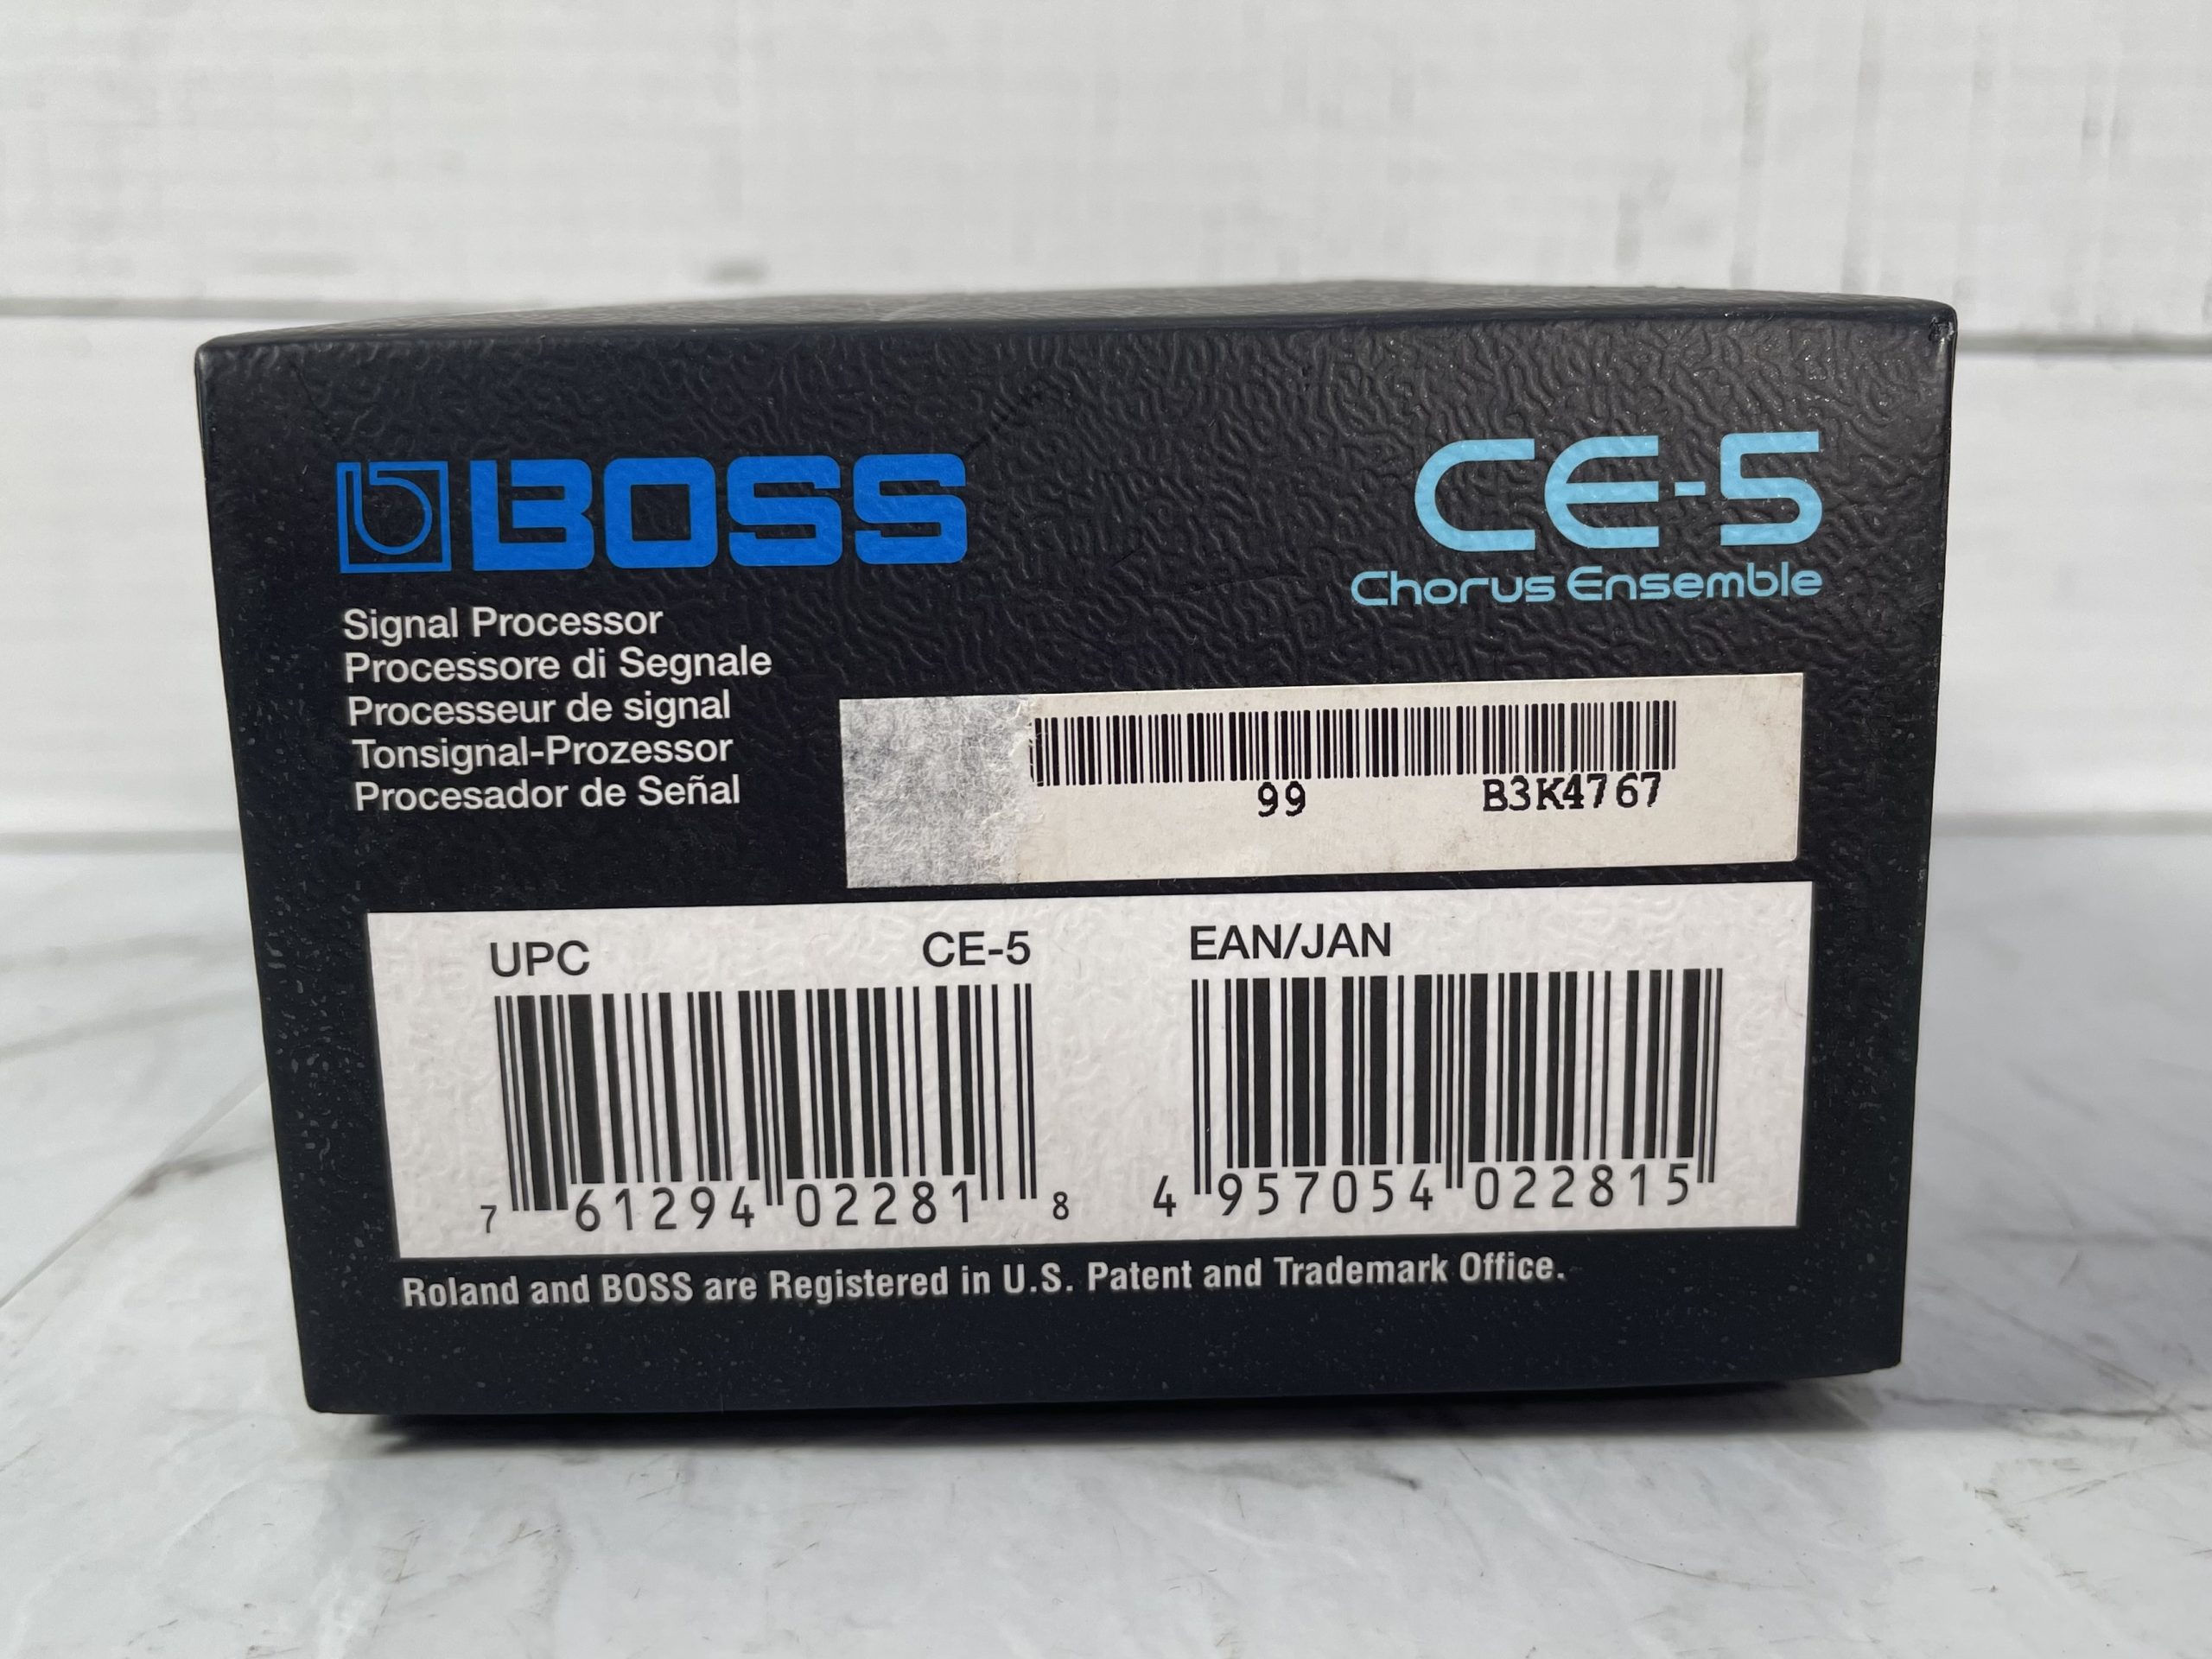 BOSS
CE-5
Chorus Ensemble
Signal Processor
Processore di Segnale
Processeur de signal
Tonsignal-Prozessor
Procesador de Señal
99 B3K4767
UPC CE-5 EAN/JAN
7 61294 02281 8 4 957054 022815
Roland and BOSS are Registered in U.S. Patent and Trademark Office.